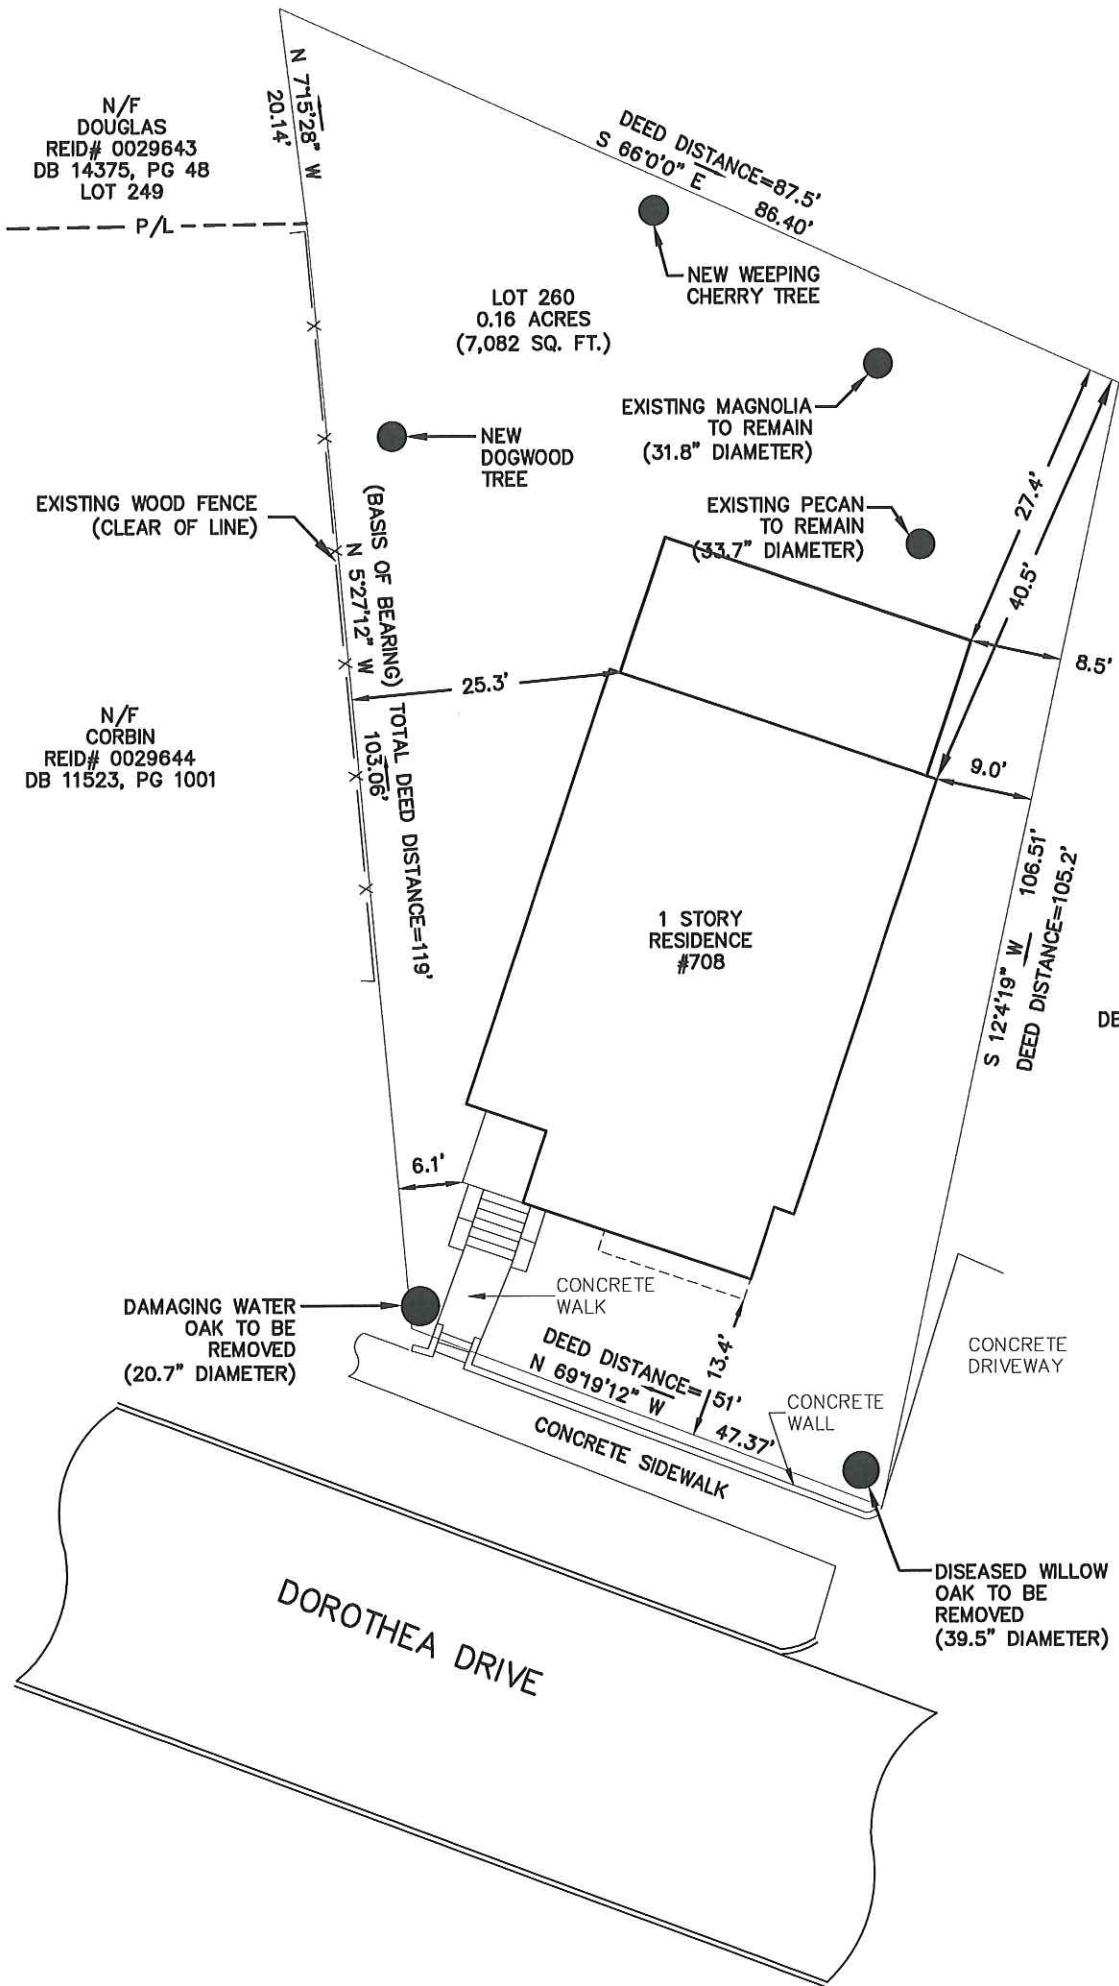 N 7°15'28" W
20.14'
N/F
DOUGLAS
REID# 0029643
DB 14375, PG 48
LOT 249
P/L
DEED DISTANCE=87.5'
S 66°0'0" E
86.40'
NEW WEEPING
CHERRY TREE
LOT 260
0.16 ACRES
(7,082 SQ. FT.)
EXISTING MAGNOLIA
TO REMAIN
(31.8" DIAMETER)
NEW
DOGWOOD
TREE
EXISTING WOOD FENCE
(CLEAR OF LINE)
EXISTING PECAN
TO REMAIN
(33.7" DIAMETER)
27.4'
40.5'
8.5'
9.0'
(BASIS OF BEARING)
N 5°27'12" W
103.06'
TOTAL DEED DISTANCE=119'
25.3'
N/F
CORBIN
REID# 0029644
DB 11523, PG 1001
1 STORY
RESIDENCE
#708
S 12°4'19" W 106.51'
DEED DISTANCE=105.2'
DB
6.1'
DAMAGING WATER
OAK TO BE
REMOVED
(20.7" DIAMETER)
CONCRETE
WALK
13.4'
DEED DISTANCE= 51'
N 69°19'12" W
47.37'
CONCRETE
WALL
CONCRETE
DRIVEWAY
CONCRETE SIDEWALK
DISEASED WILLOW
OAK TO BE
REMOVED
(39.5" DIAMETER)
DOROTHEA DRIVE